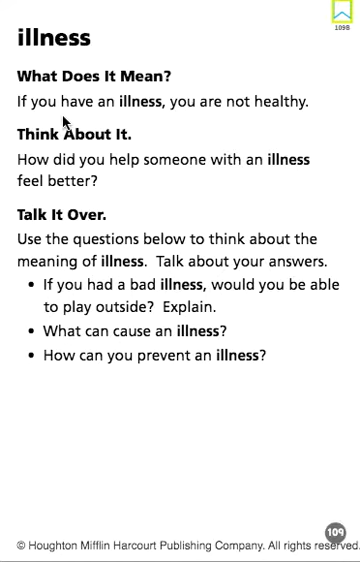 109B
illness
What Does It Mean?
If you have an illness, you are not healthy.
Think About It.
How did you help someone with an illness
feel better?
Talk It Over.
Use the questions below to think about the
meaning of illness. Talk about your answers.
• If you had a bad illness, would you be able
to play outside? Explain.
• What can cause an illness?
• How can you prevent an illness?
109
© Houghton Mifflin Harcourt Publishing Company. All rights reserved.